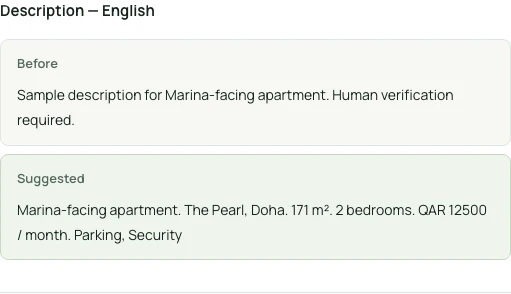 Description — English
Before
Sample description for Marina-facing apartment. Human verification
required.
Suggested
Marina-facing apartment. The Pearl, Doha. 171 m². 2 bedrooms. QAR 12500
/ month. Parking, Security